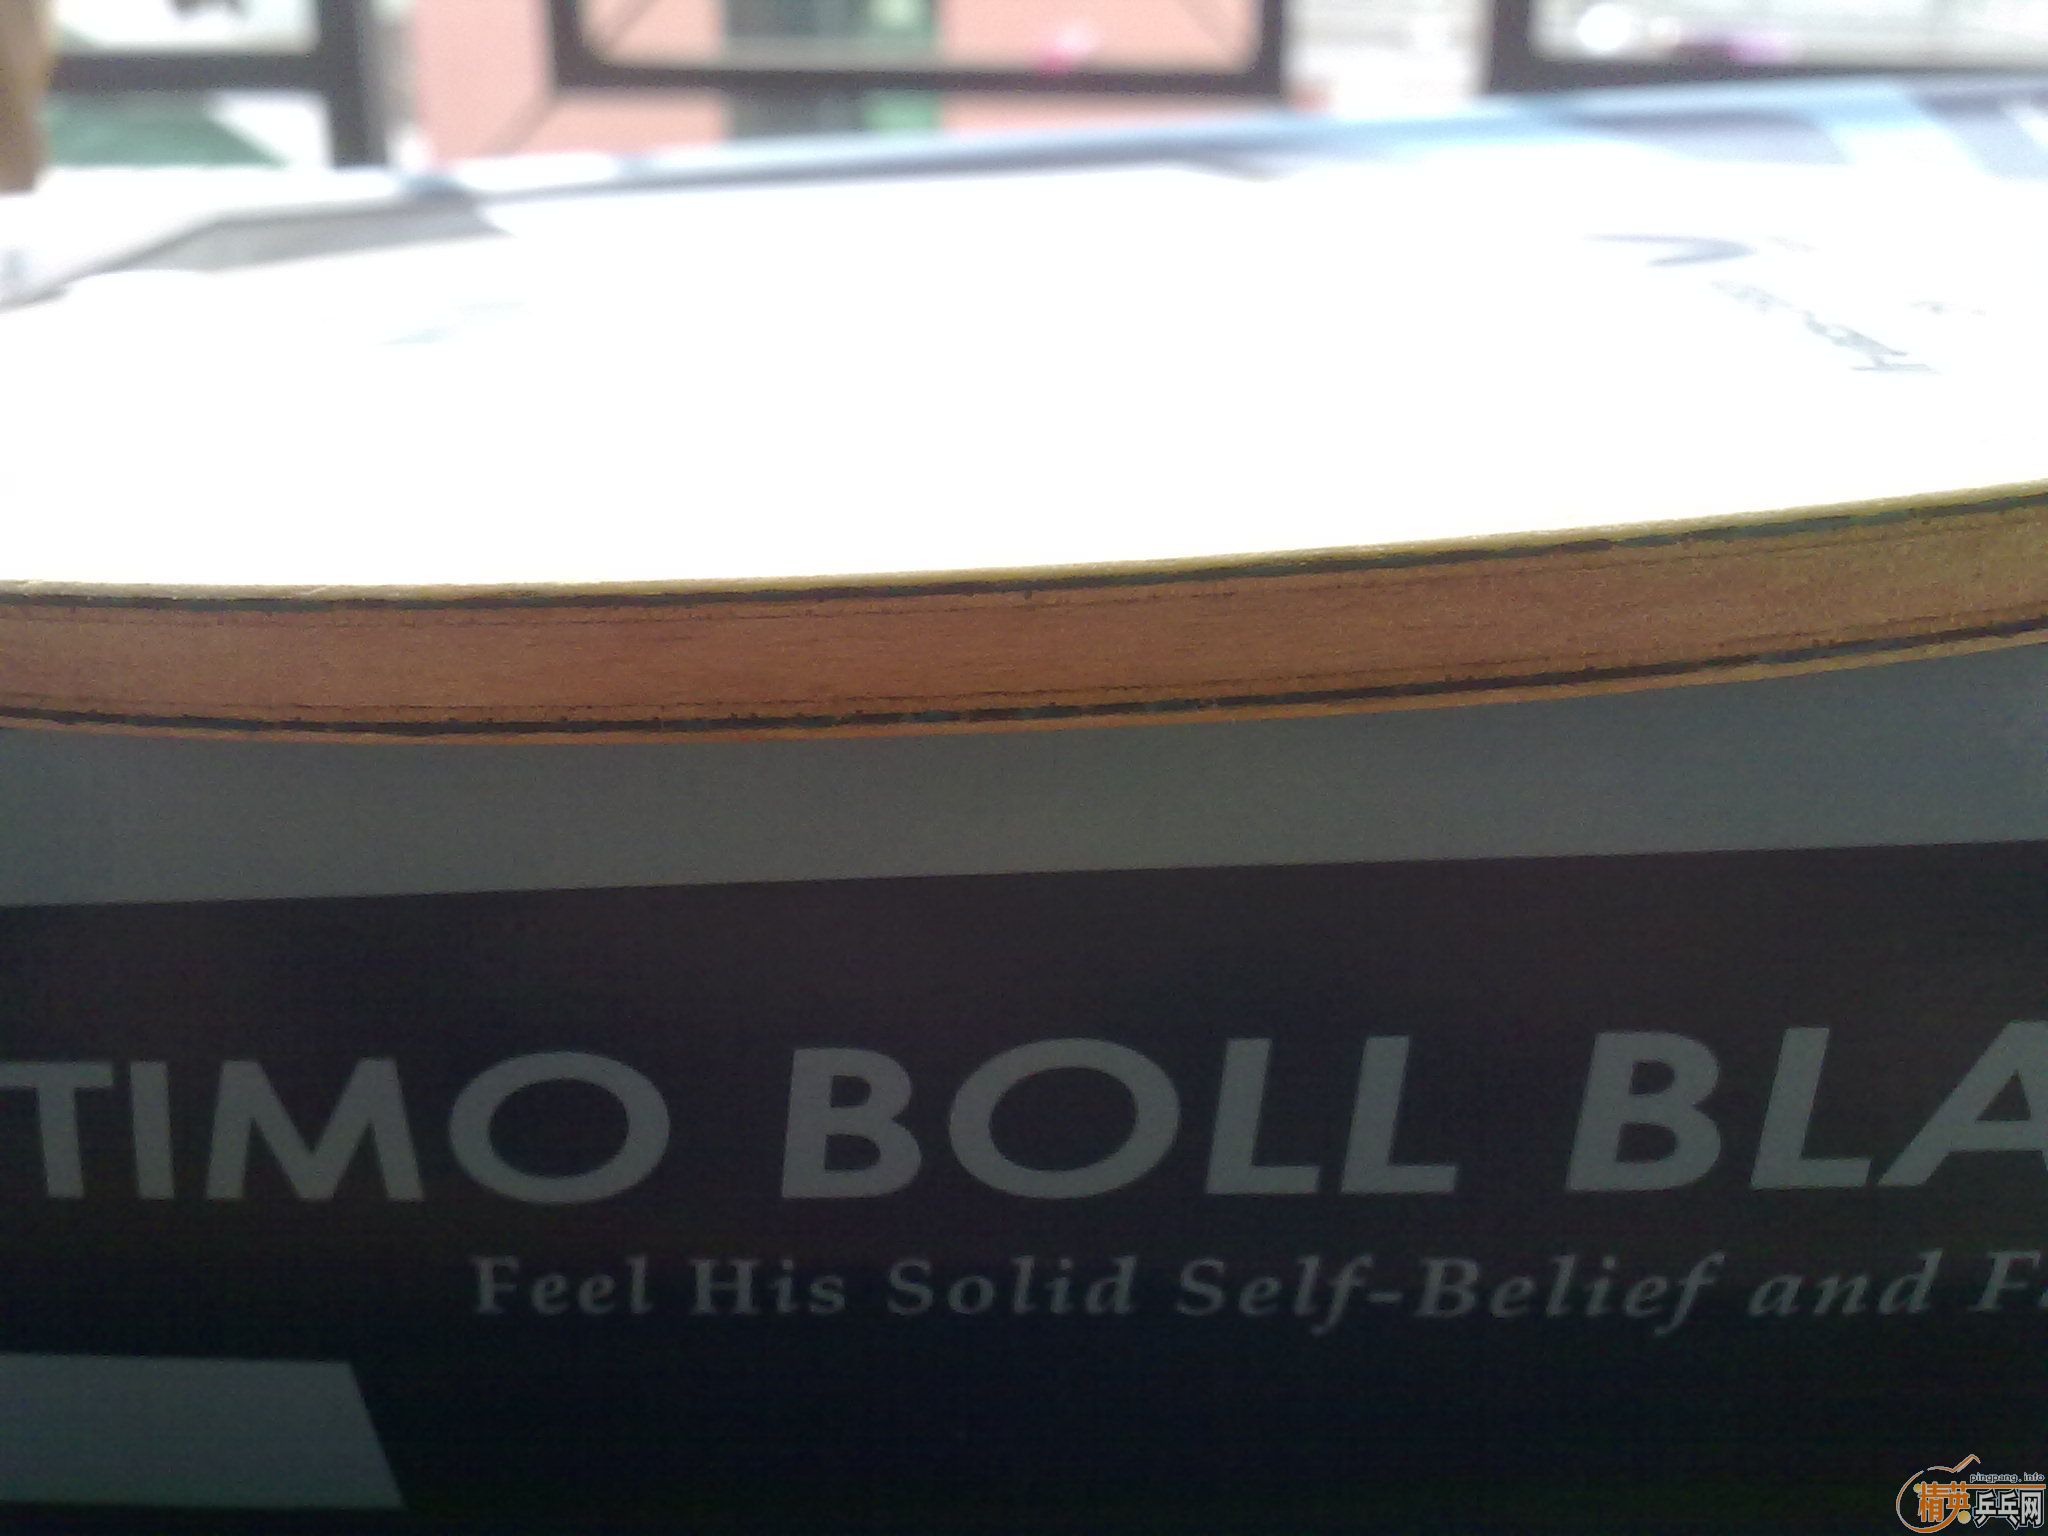 TIMO BOLL BLA
Feel His Solid Self-Belief and F
pingpang.info
精英乒乓网